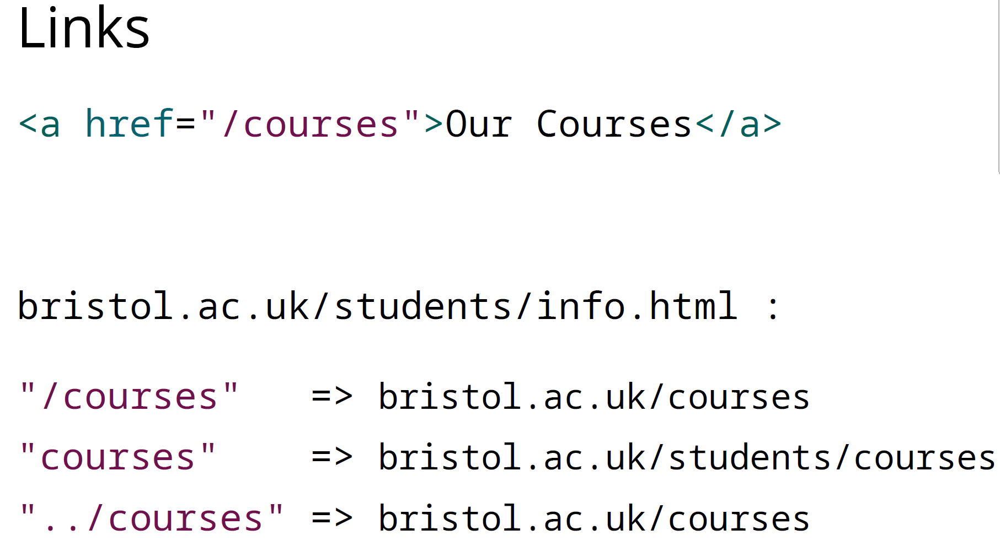 Links
<a href="/courses">Our Courses</a>
bristol.ac.uk/students/info.html :
"/courses" => bristol.ac.uk/courses
"courses" => bristol.ac.uk/students/courses
"../courses" => bristol.ac.uk/courses